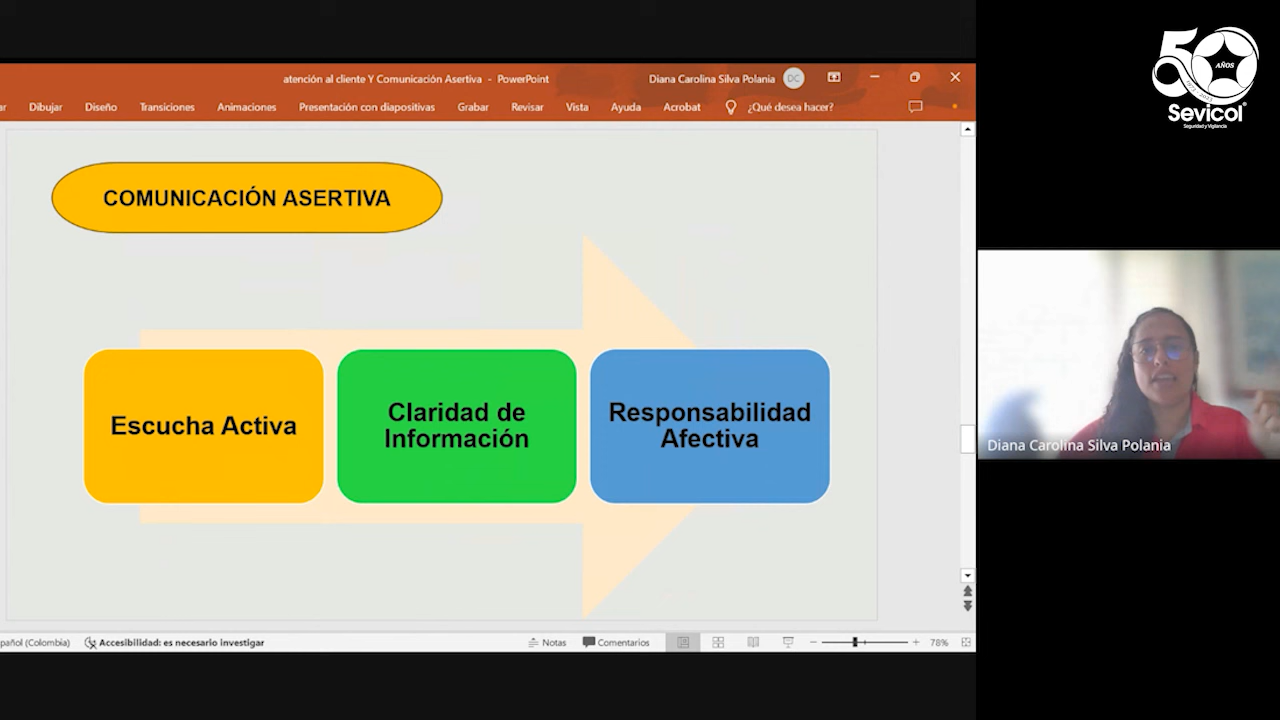 atención al cliente Y Comunicación Asertiva - PowerPoint
Diana Carolina Silva Polania
DC
Dibujar
Diseño
Transiciones
Animaciones
Presentación con diapositivas
Grabar
Revisar
Vista
Ayuda
Acrobat
¿Qué desea hacer?
50
AÑOS
Sevicol
Seguridad y Vigilancia
COMUNICACIÓN ASERTIVA
Escucha Activa
Claridad de
Información
Responsabilidad
Afectiva
Diana Carolina Silva Polania
pañol (Colombia)
Accesibilidad: es necesario investigar
Notas
Comentarios
78%